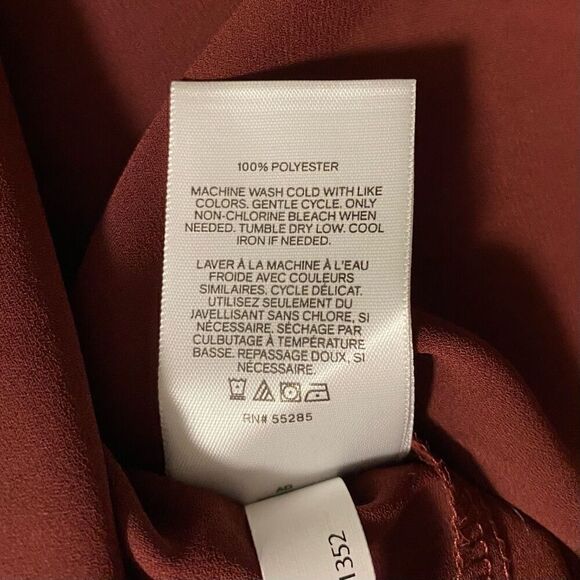 100% POLYESTER
MACHINE WASH COLD WITH LIKE
COLORS. GENTLE CYCLE. ONLY
NON-CHLORINE BLEACH WHEN
NEEDED. TUMBLE DRY LOW. COOL
IRON IF NEEDED.
LAVER À LA MACHINE À L'EAU
FROIDE AVEC COULEURS
SIMILAIRES. CYCLE DÉLICAT.
UTILISEZ SEULEMENT DU
JAVELLISANT SANS CHLORE, SI
NÉCESSAIRE. SÉCHAGE PAR
CULBUTAGE À TEMPÉRATURE
BASSE. REPASSAGE DOUX, SI
NÉCESSAIRE.
RN# 55285
1352